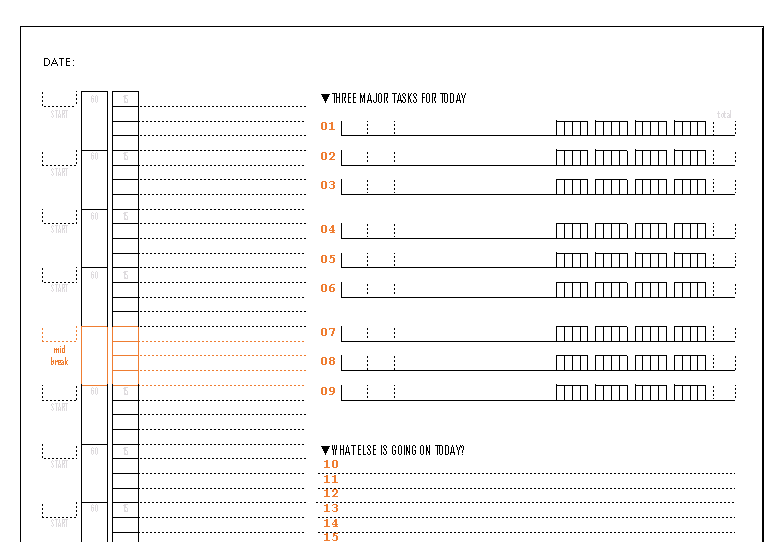 DATE:
60 15
START
60 15
START
60 15
START
60 15
START
mid
break
60 15
START
60 15
START
60 15
START
▼THREE MAJOR TASKS FOR TODAY
total
01
02
03
04
05
06
07
08
09
▼WHAT ELSE IS GOING ON TODAY?
10
11
12
13
14
15